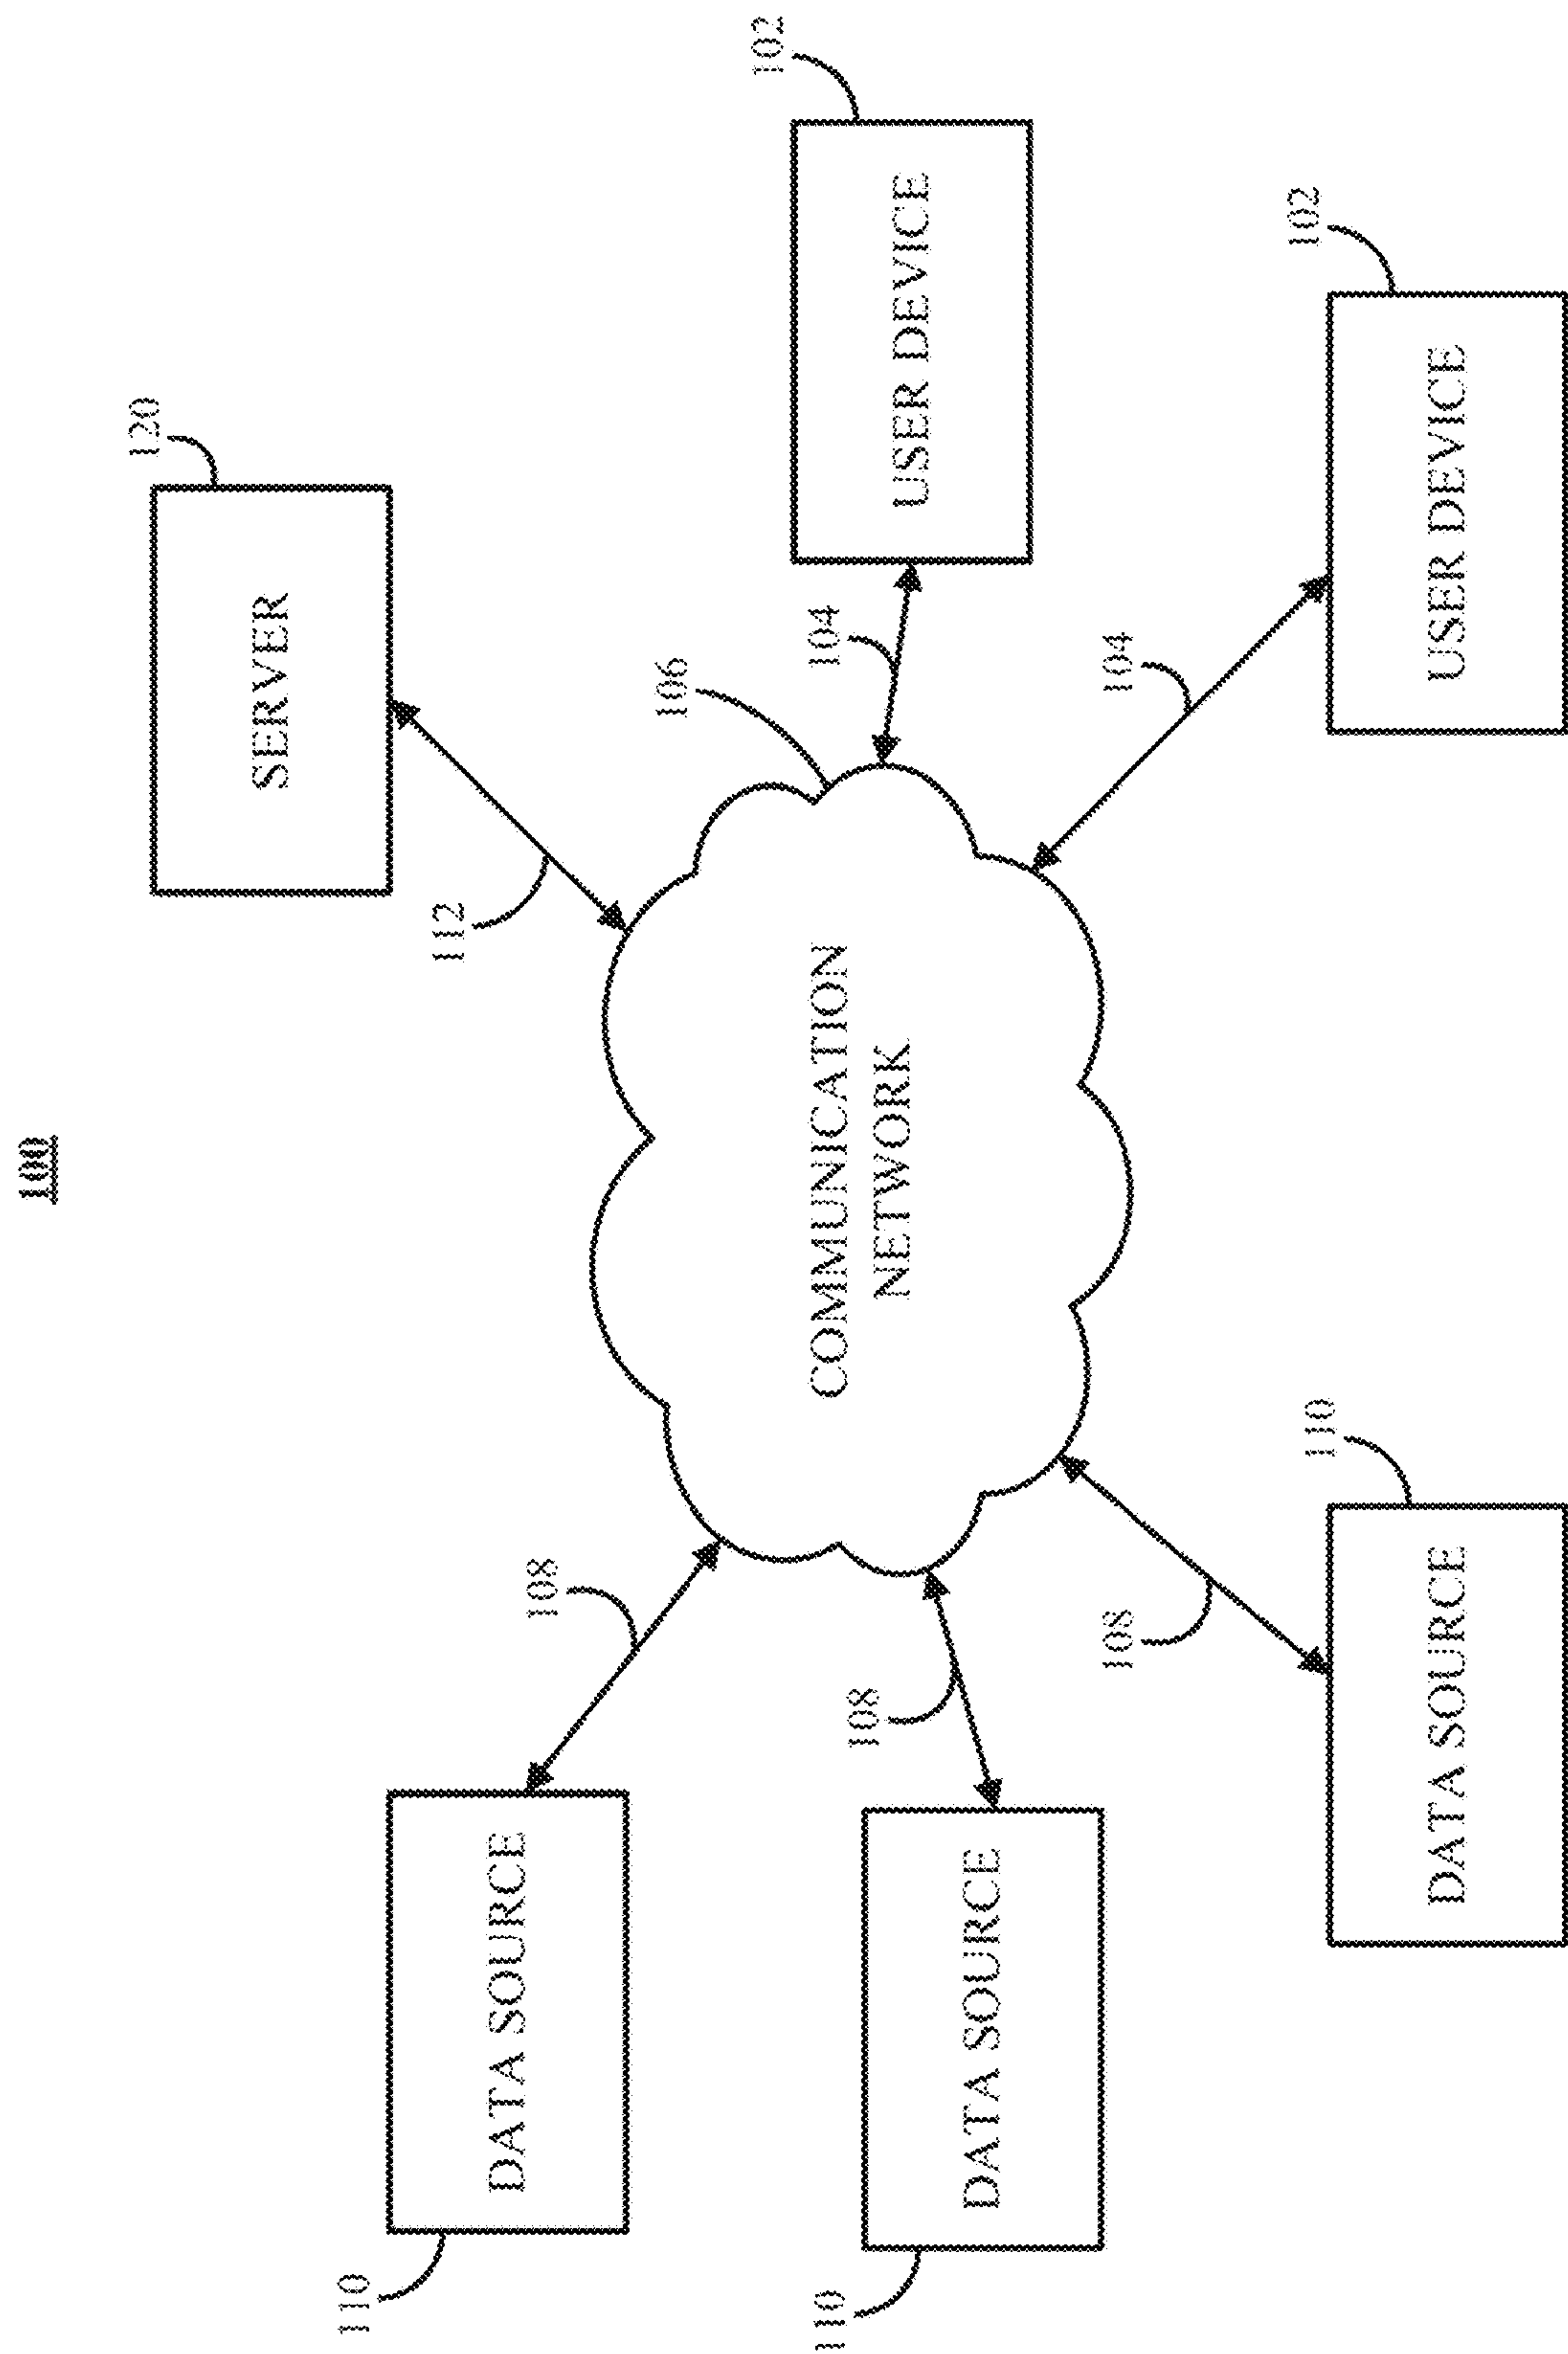 100
120
SERVER
110
112
DATA SOURCE
108
106
102
110
COMMUNICATION
NETWORK
104
108
USER DEVICE
DATA SOURCE
108
104
102
110
DATA SOURCE
USER DEVICE